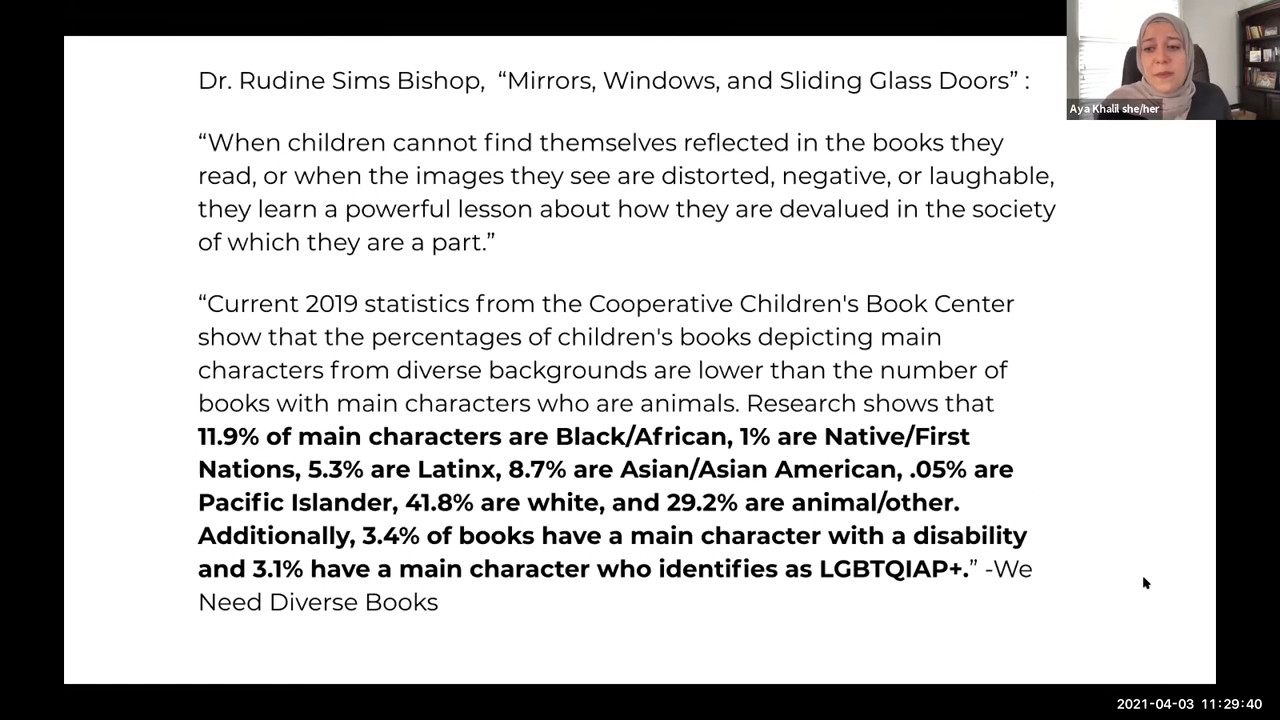 Dr. Rudine Sims Bishop, “Mirrors, Windows, and Sliding Glass Doors” :
“When children cannot find themselves reflected in the books they
read, or when the images they see are distorted, negative, or laughable,
they learn a powerful lesson about how they are devalued in the society
of which they are a part.”
“Current 2019 statistics from the Cooperative Children's Book Center
show that the percentages of children's books depicting main
characters from diverse backgrounds are lower than the number of
books with main characters who are animals. Research shows that
11.9% of main characters are Black/African, 1% are Native/First
Nations, 5.3% are Latinx, 8.7% are Asian/Asian American, .05% are
Pacific Islander, 41.8% are white, and 29.2% are animal/other.
Additionally, 3.4% of books have a main character with a disability
and 3.1% have a main character who identifies as LGBTQIAP+.” -We
Need Diverse Books
Aya Khalil she/her
2021-04-03 11:29:40